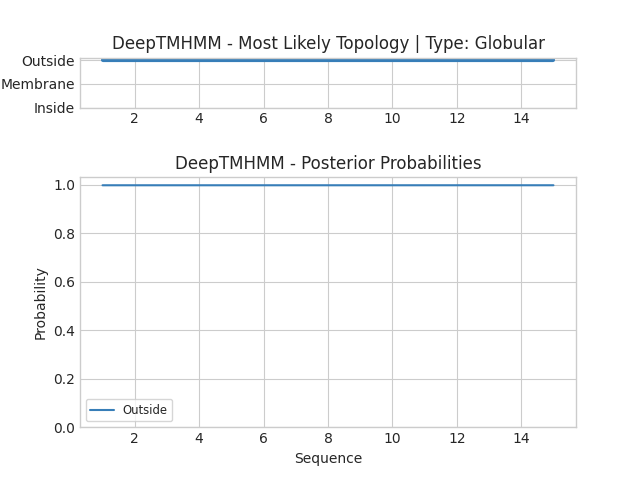 DeepTMHMM - Most Likely Topology | Type: Globular
Outside
Membrane
Inside
2 4 6 8 10 12 14
DeepTMHMM - Posterior Probabilities
1.0
0.8
0.6
0.4
0.2
0.0
Probability
Outside
2 4 6 8 10 12 14
Sequence